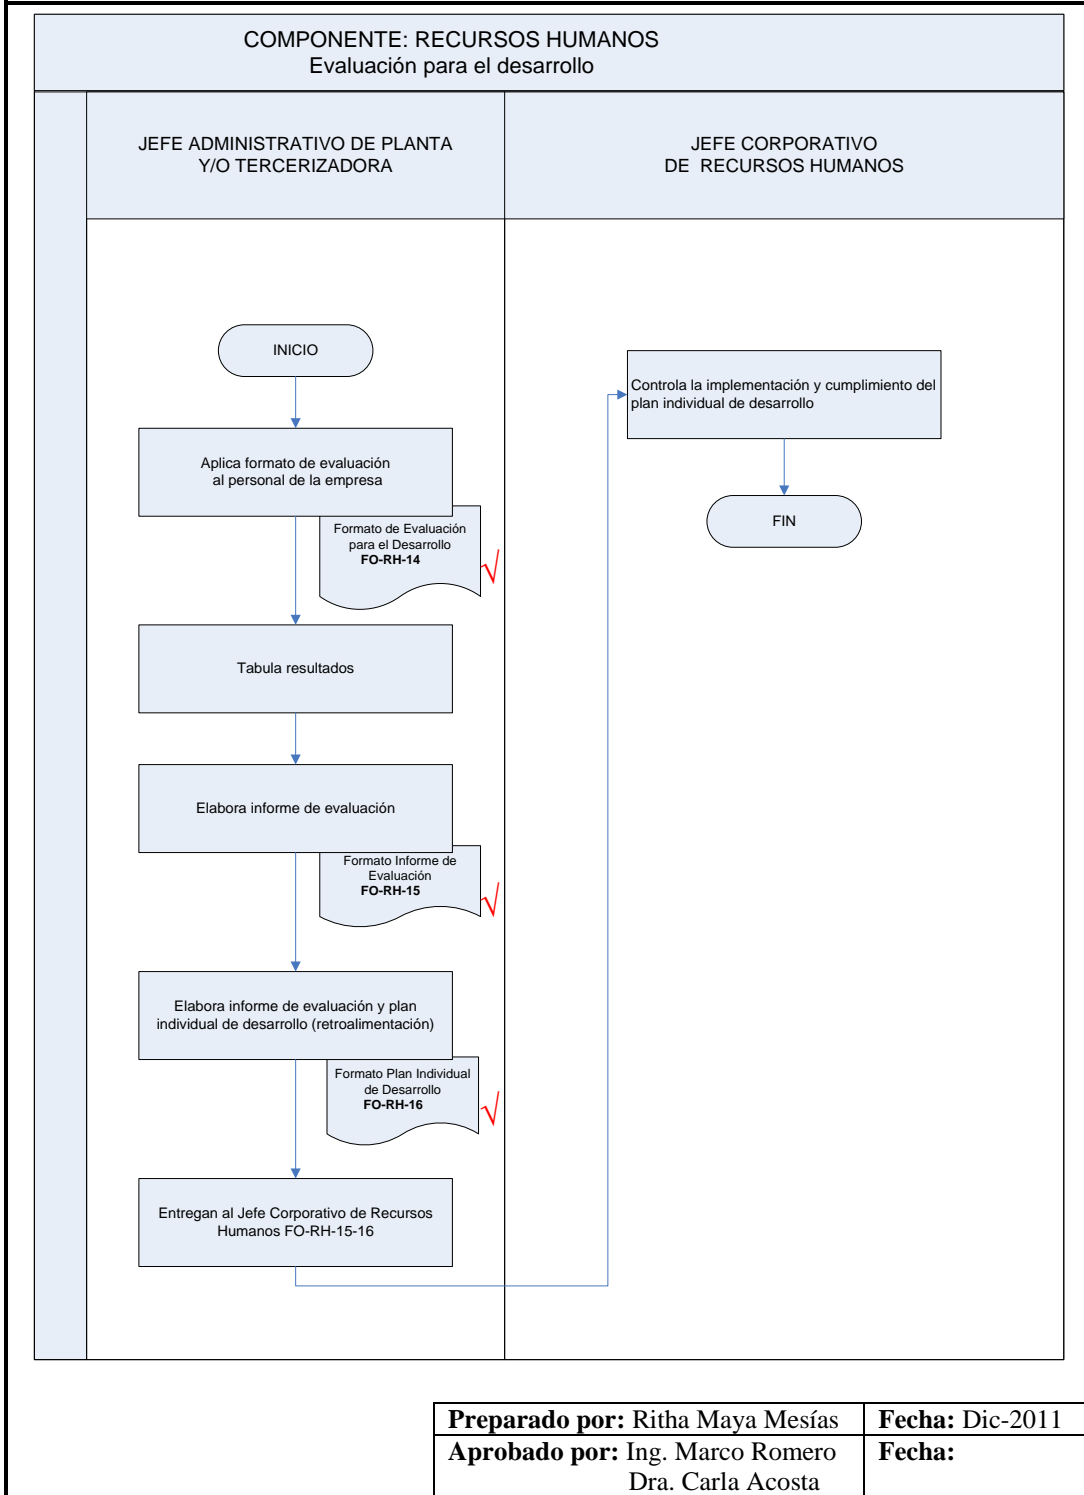 COMPONENTE: RECURSOS HUMANOS
Evaluación para el desarrollo
JEFE ADMINISTRATIVO DE PLANTA
Y/O TERCERIZADORA
JEFE CORPORATIVO
DE RECURSOS HUMANOS
INICIO
Aplica formato de evaluación
al personal de la empresa
Formato de Evaluación
para el Desarrollo
FO-RH-14
√
Tabula resultados
Elabora informe de evaluación
Formato Informe de
Evaluación
FO-RH-15
√
Elabora informe de evaluación y plan
individual de desarrollo (retroalimentación)
Formato Plan Individual
de Desarrollo
FO-RH-16
√
Entregan al Jefe Corporativo de Recursos
Humanos FO-RH-15-16
Controla la implementación y cumplimiento del
plan individual de desarrollo
FIN
Preparado por: Ritha Maya Mesías
Fecha: Dic-2011
Aprobado por: Ing. Marco Romero
Dra. Carla Acosta
Fecha: